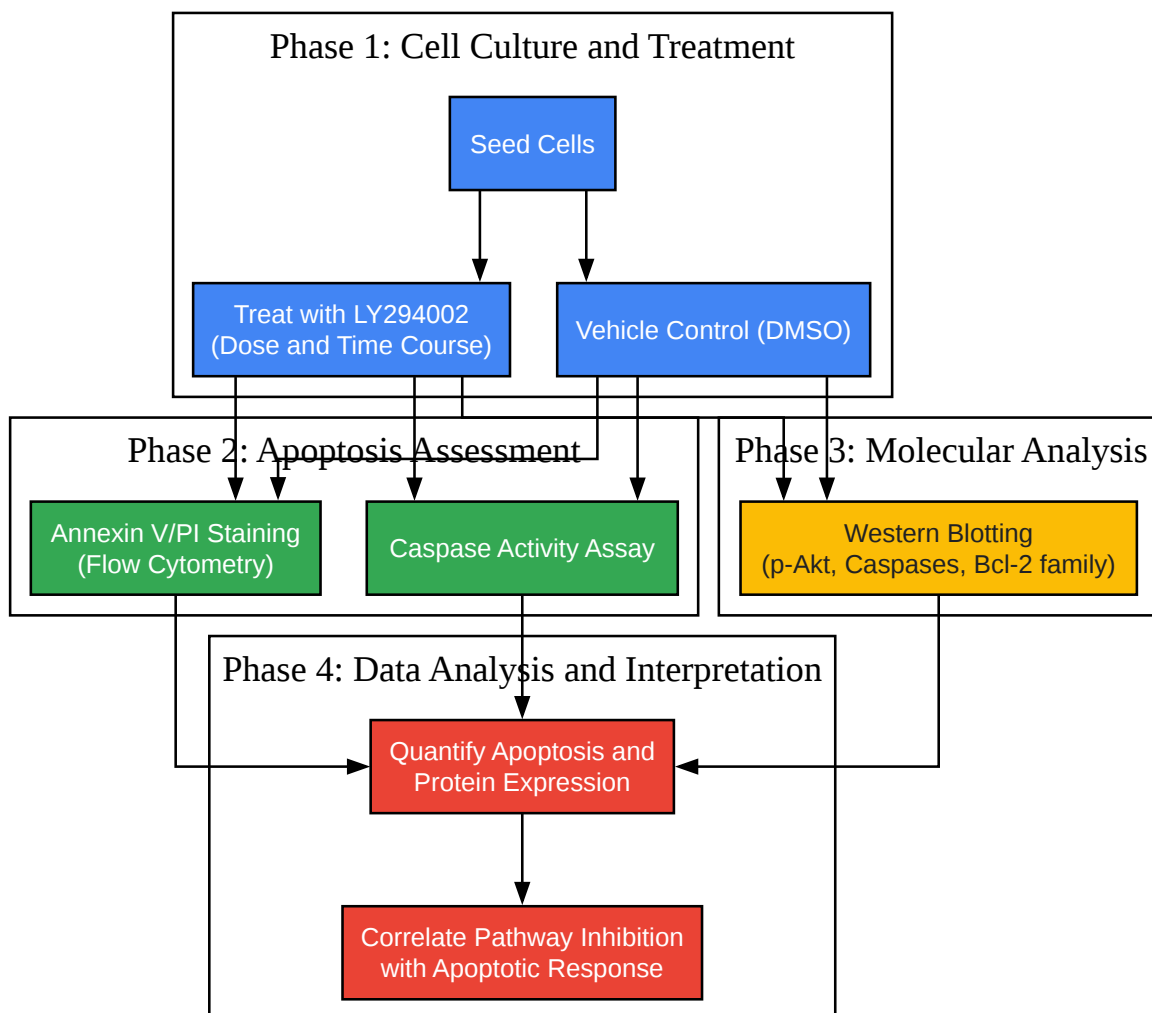 Phase 1: Cell Culture and Treatment
Seed Cells
Treat with LY294002
(Dose and Time Course)
Vehicle Control (DMSO)
Phase 2: Apoptosis Assessment
Phase 3: Molecular Analysis
Annexin V/PI Staining
(Flow Cytometry)
Caspase Activity Assay
Western Blotting
(p-Akt, Caspases, Bcl-2 family)
Phase 4: Data Analysis and Interpretation
Quantify Apoptosis and
Protein Expression
Correlate Pathway Inhibition
with Apoptotic Response